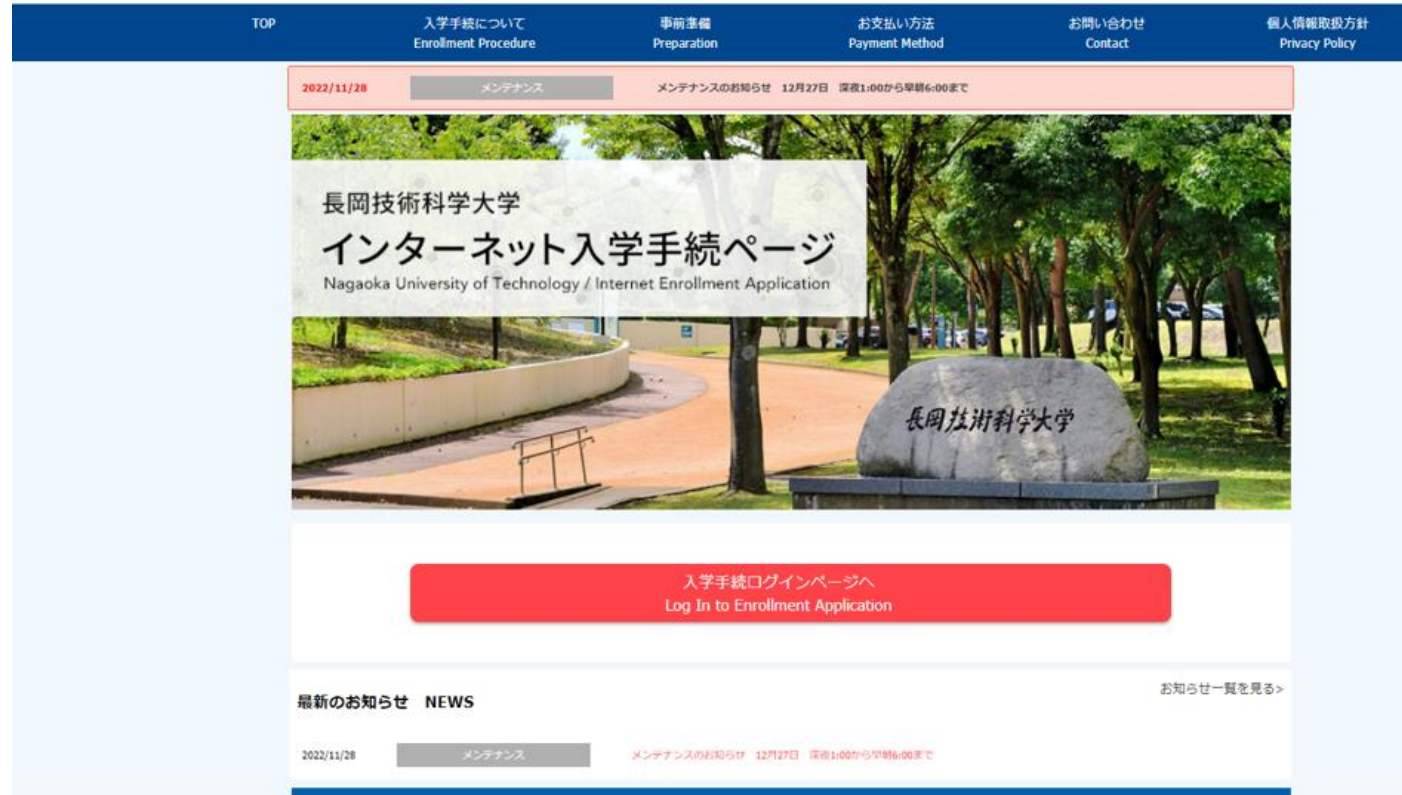 TOP
入学手続について
Enrollment Procedure
事前準備
Preparation
お支払い方法
Payment Method
お問い合わせ
Contact
個人情報取扱方針
Privacy Policy
2022/11/28 メンテナンス メンテナンスのお知らせ 12月27日 深夜1:00から早朝6:00まで
長岡技術科学大学
インターネット入学手続ページ
Nagaoka University of Technology / Internet Enrollment Application
長岡技術科学大学
入学手続ログインページへ
Log In to Enrollment Application
お知らせ一覧を見る>
最新のお知らせ NEWS
2022/11/28 メンテナンス メンテナンスのお知らせ 12月27日 深夜1:00から早朝6:00まで